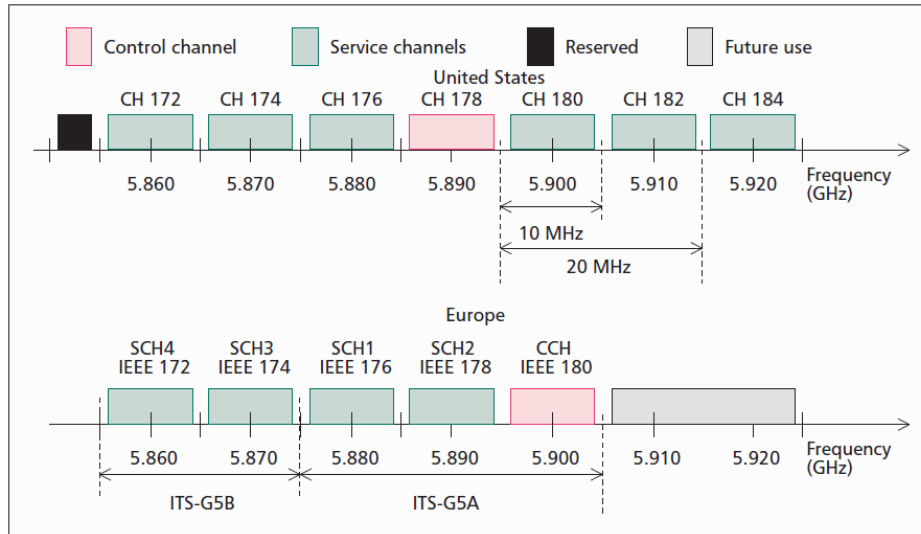 Control channel
Service channels
Reserved
Future use
United States
CH 172
CH 174
CH 176
CH 178
CH 180
CH 182
CH 184
5.860
5.870
5.880
5.890
5.900
5.910
5.920
Frequency
(GHz)
10 MHz
20 MHz
Europe
SCH4
IEEE 172
SCH3
IEEE 174
SCH1
IEEE 176
SCH2
IEEE 178
CCH
IEEE 180
5.860
5.870
5.880
5.890
5.900
5.910
5.920
Frequency
(GHz)
ITS-G5B
ITS-G5A